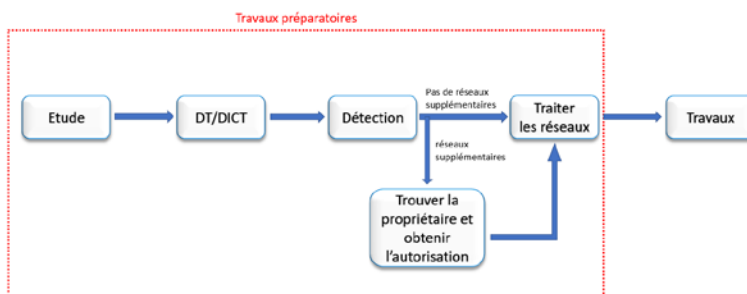 Travaux préparatoires
Etude
DT/DICT
Détection
Pas de réseaux
supplémentaires
Traiter
les réseaux
Travaux
réseaux
supplémentaires
Trouver la
propriétaire et
obtenir
l'autorisation